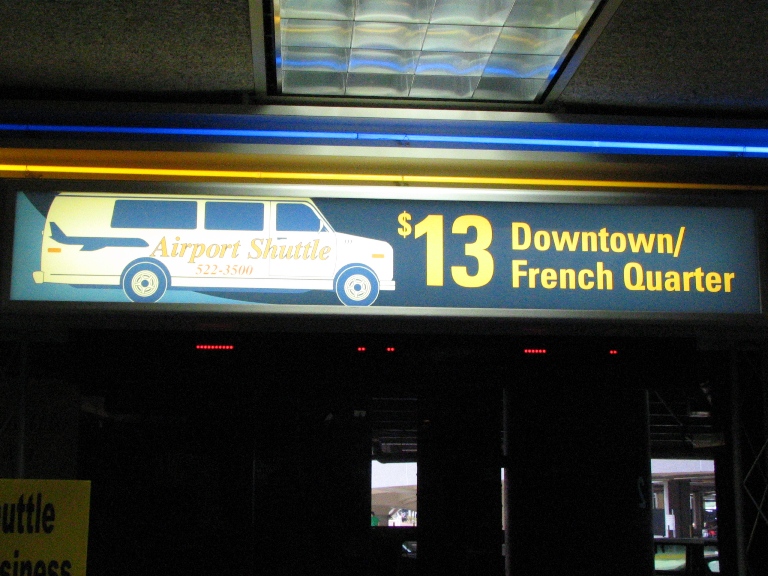 Airport Shuttle
522-3500
$13
Downtown/
French Quarter